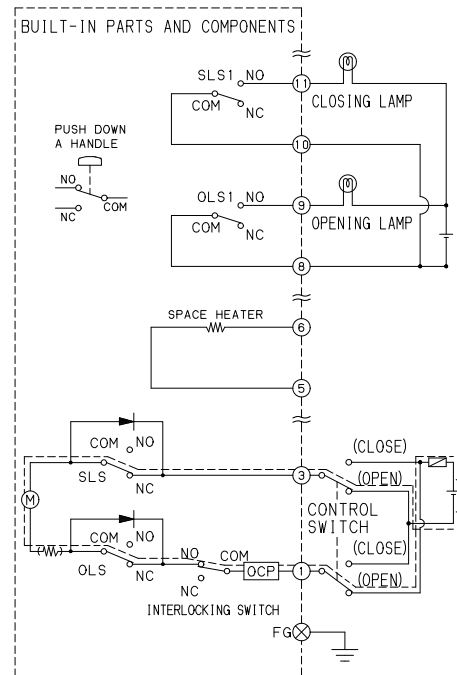 BUILT-IN PARTS AND COMPONENTS
SLS1 NO
11
COM
NC
CLOSING LAMP
PUSH DOWN
A HANDLE
10
NO
COM
NC
OLS1 NO
9
COM
NC
OPENING LAMP
8
SPACE HEATER
6
5
COM NO
(CLOSE)
SLS
NC
3
(OPEN)
M
CONTROL
SWITCH
COM NO
NO
COM
(CLOSE)
OLS
NC
NC
OCP
1
(OPEN)
INTERLOCKING SWITCH
FG